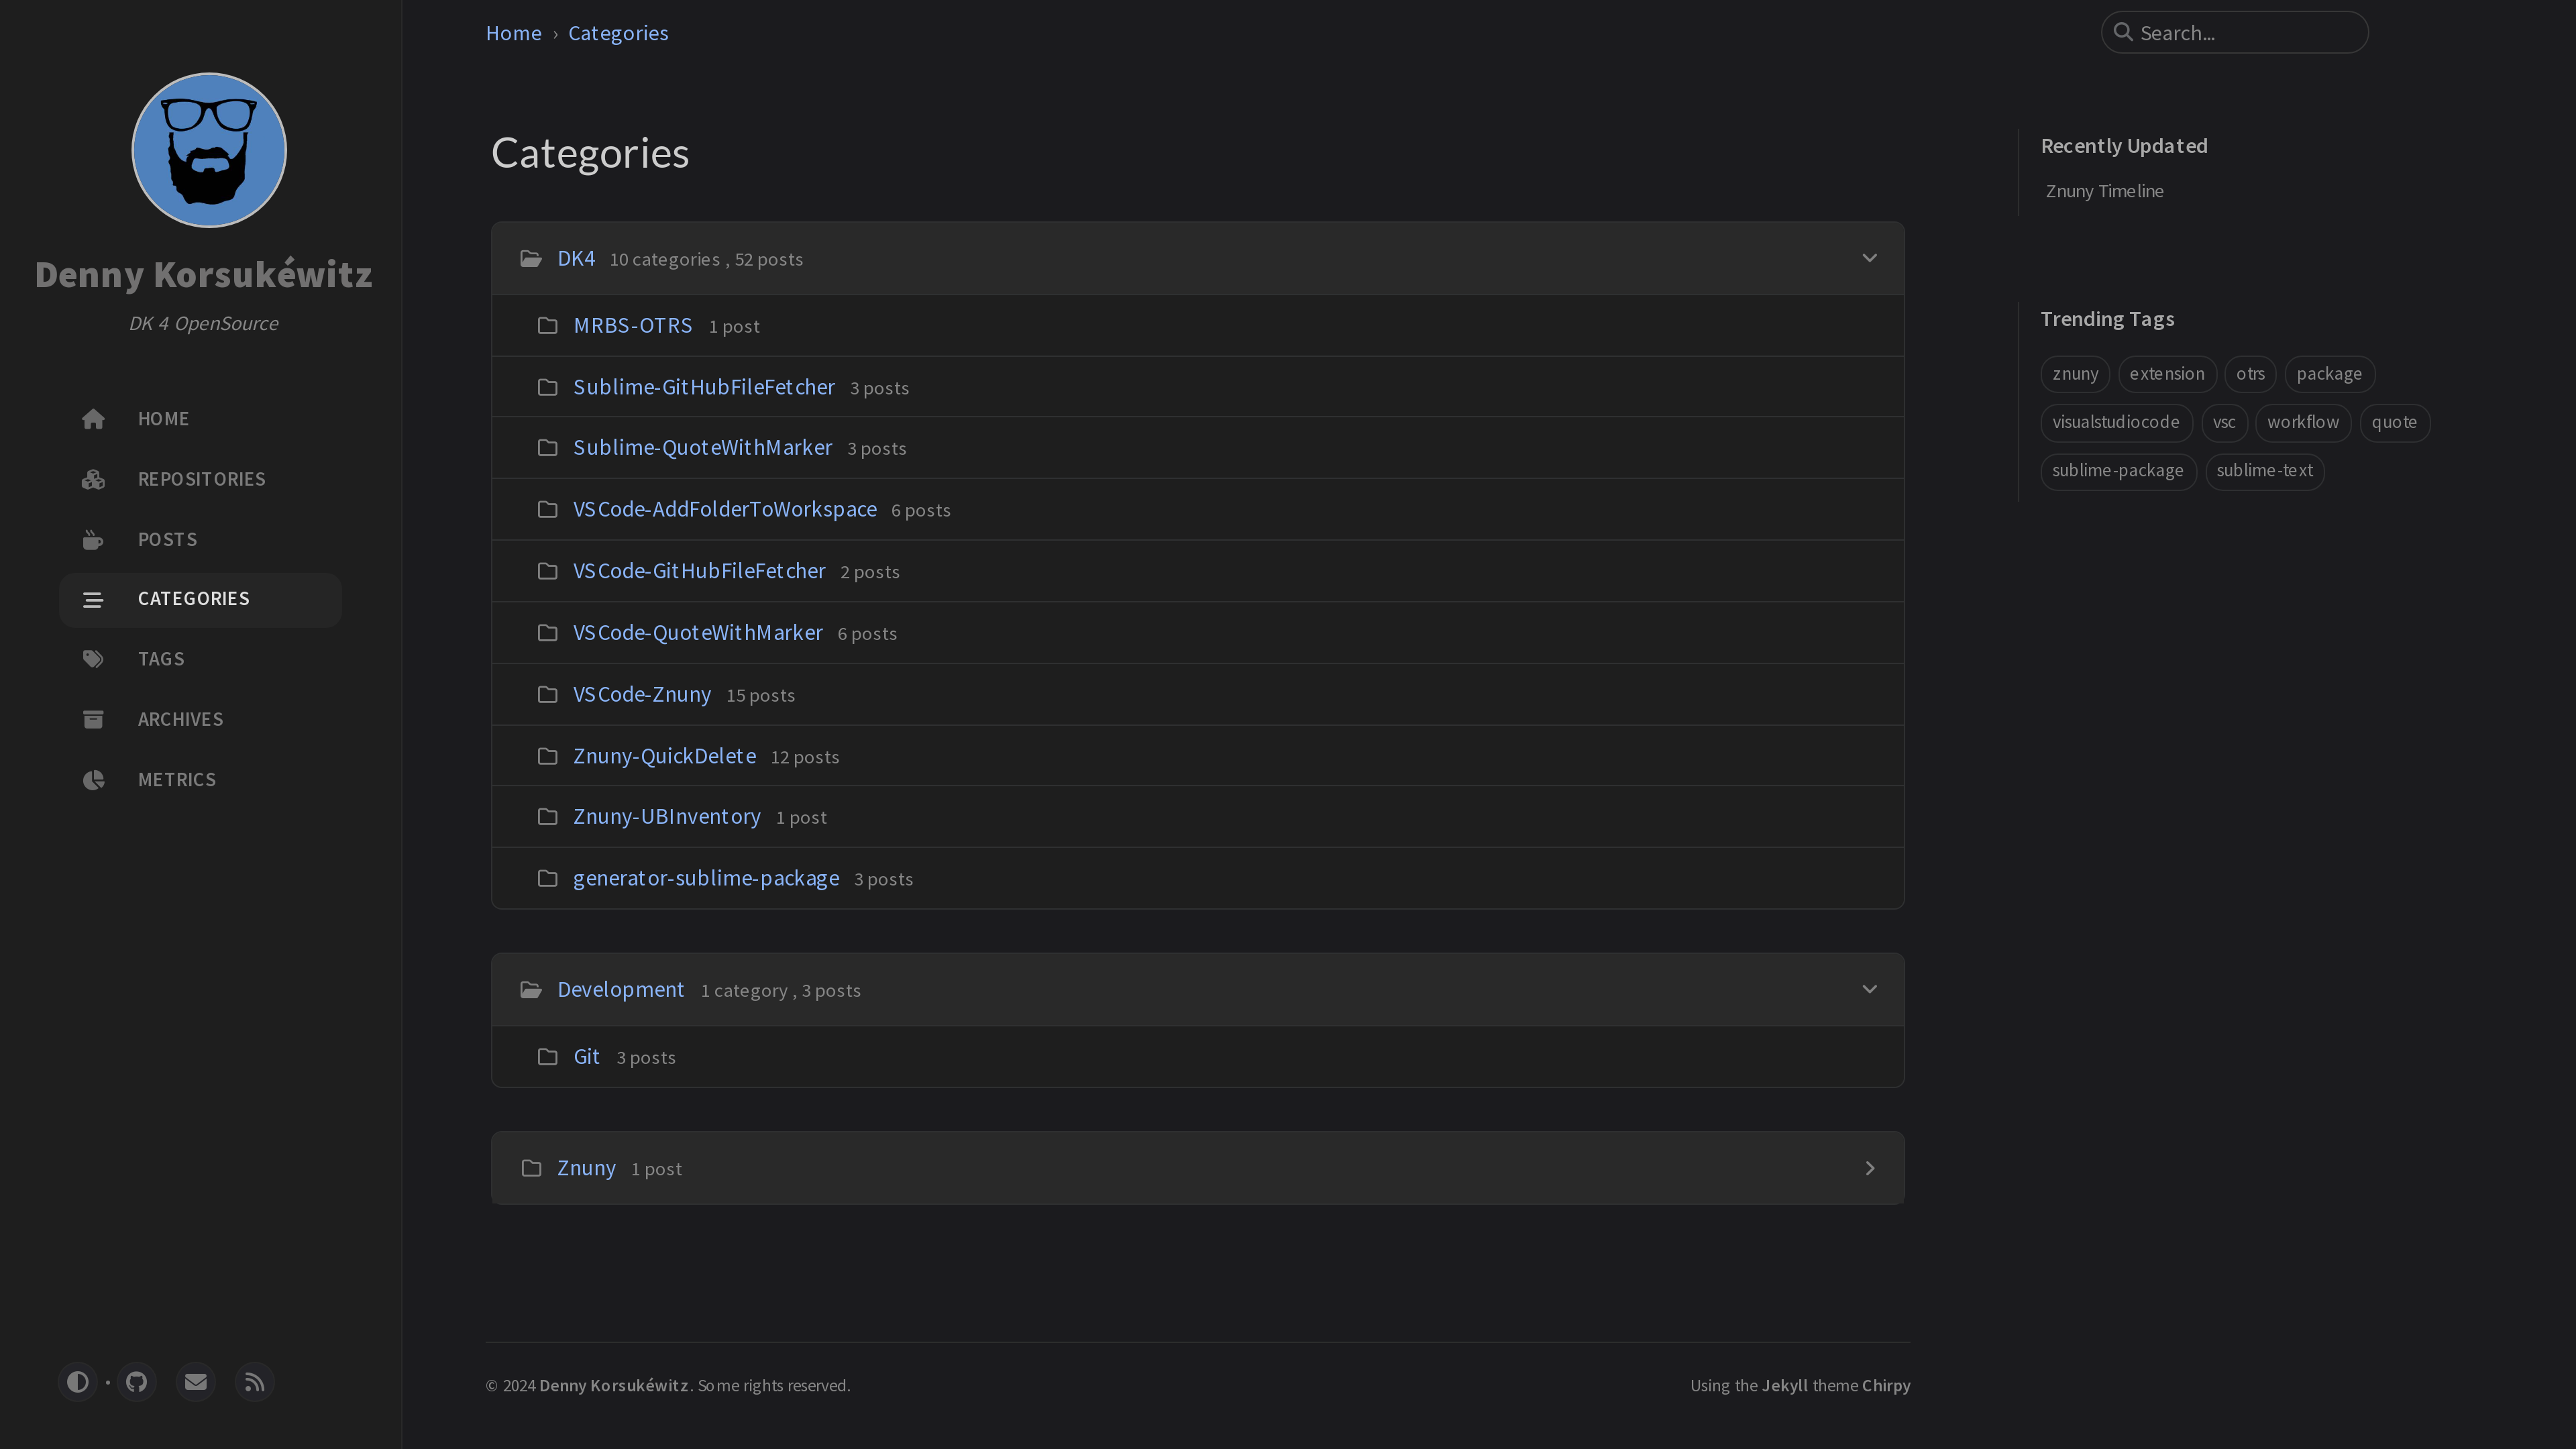 Denny Korsukéwitz
DK 4 OpenSource
HOME
REPOSITORIES
POSTS
CATEGORIES
TAGS
ARCHIVES
METRICS
Home › Categories
Search...
Categories
DK4 10 categories , 52 posts
MRBS-OTRS 1 post
Sublime-GitHubFileFetcher 3 posts
Sublime-QuoteWithMarker 3 posts
VSCode-AddFolderToWorkspace 6 posts
VSCode-GitHubFileFetcher 2 posts
VSCode-QuoteWithMarker 6 posts
VSCode-Znuny 15 posts
Znuny-QuickDelete 12 posts
Znuny-UBInventory 1 post
generator-sublime-package 3 posts
Development 1 category , 3 posts
Git 3 posts
Znuny 1 post
Recently Updated
Znuny Timeline
Trending Tags
znuny extension otrs package
visualstudiocode vsc workflow quote
sublime-package sublime-text
© 2024 Denny Korsukéwitz. Some rights reserved.
Using the Jekyll theme Chirpy